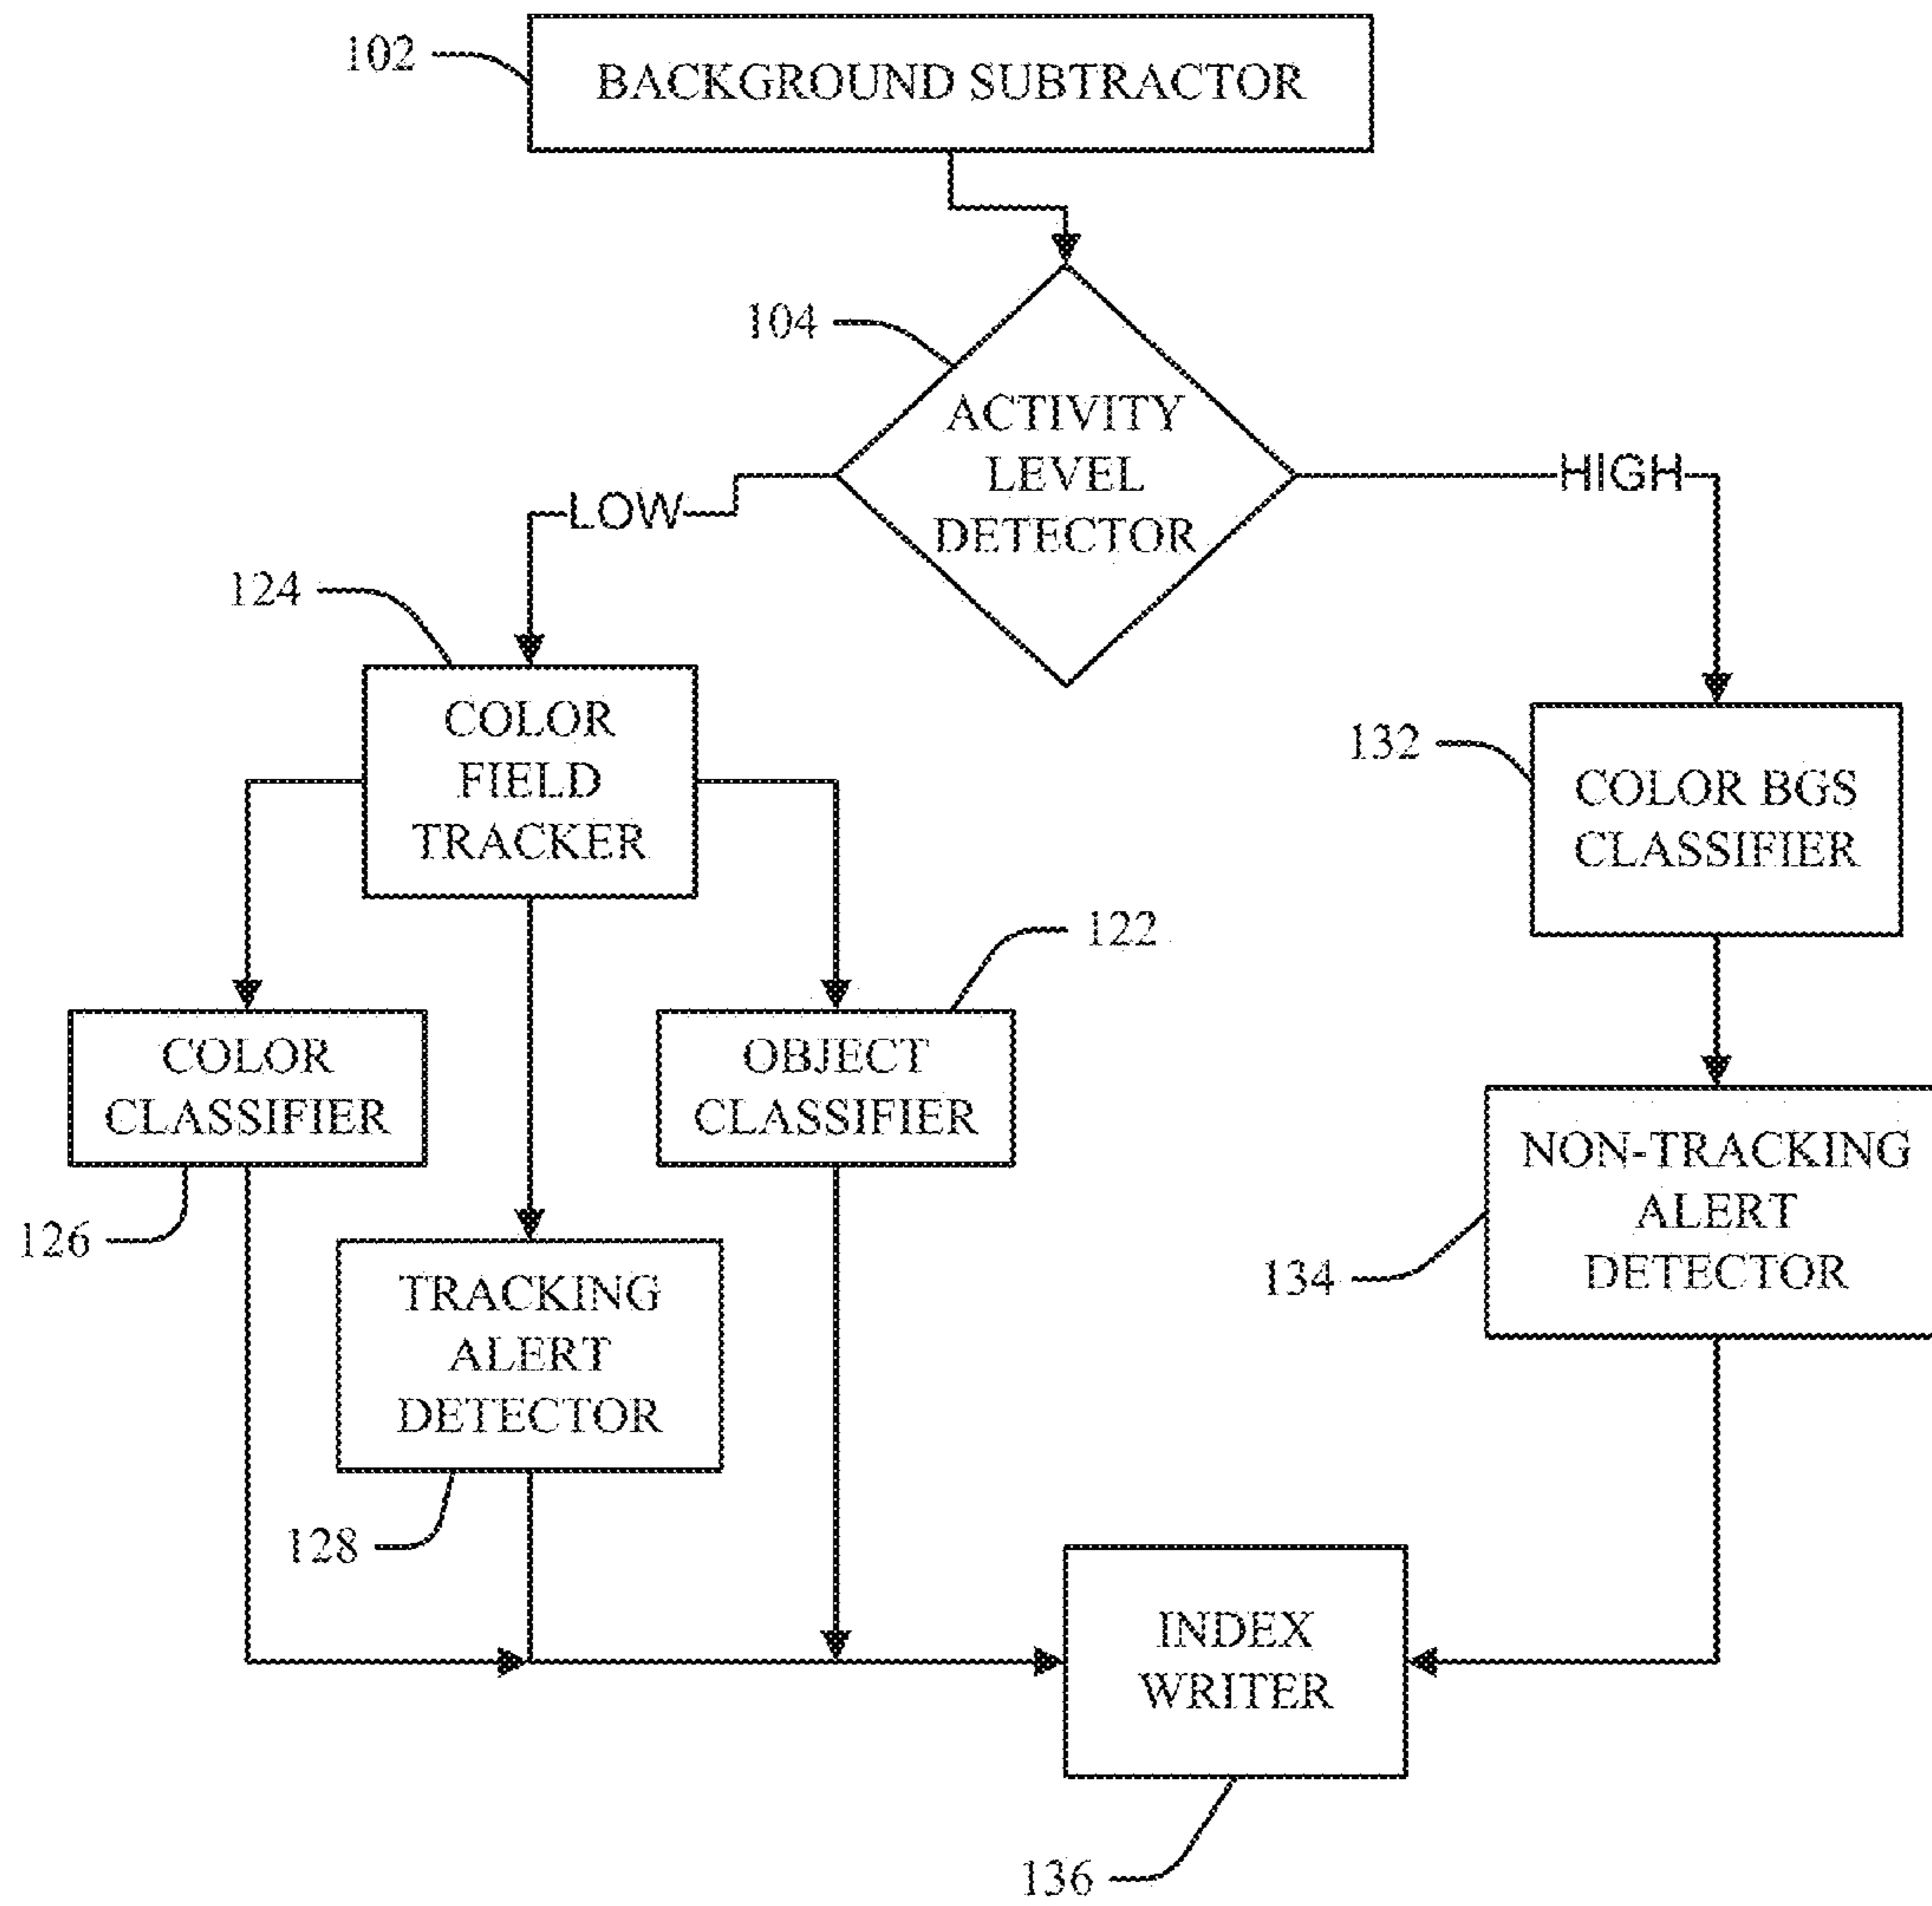 102
BACKGROUND SUBTRACTOR
104
ACTIVITY
LEVEL
DETECTOR
LOW
HIGH
124
COLOR
FIELD
TRACKER
132
COLOR BGS
CLASSIFIER
122
COLOR
CLASSIFIER
126
OBJECT
CLASSIFIER
NON-TRACKING
ALERT
DETECTOR
134
TRACKING
ALERT
DETECTOR
128
INDEX
WRITER
136